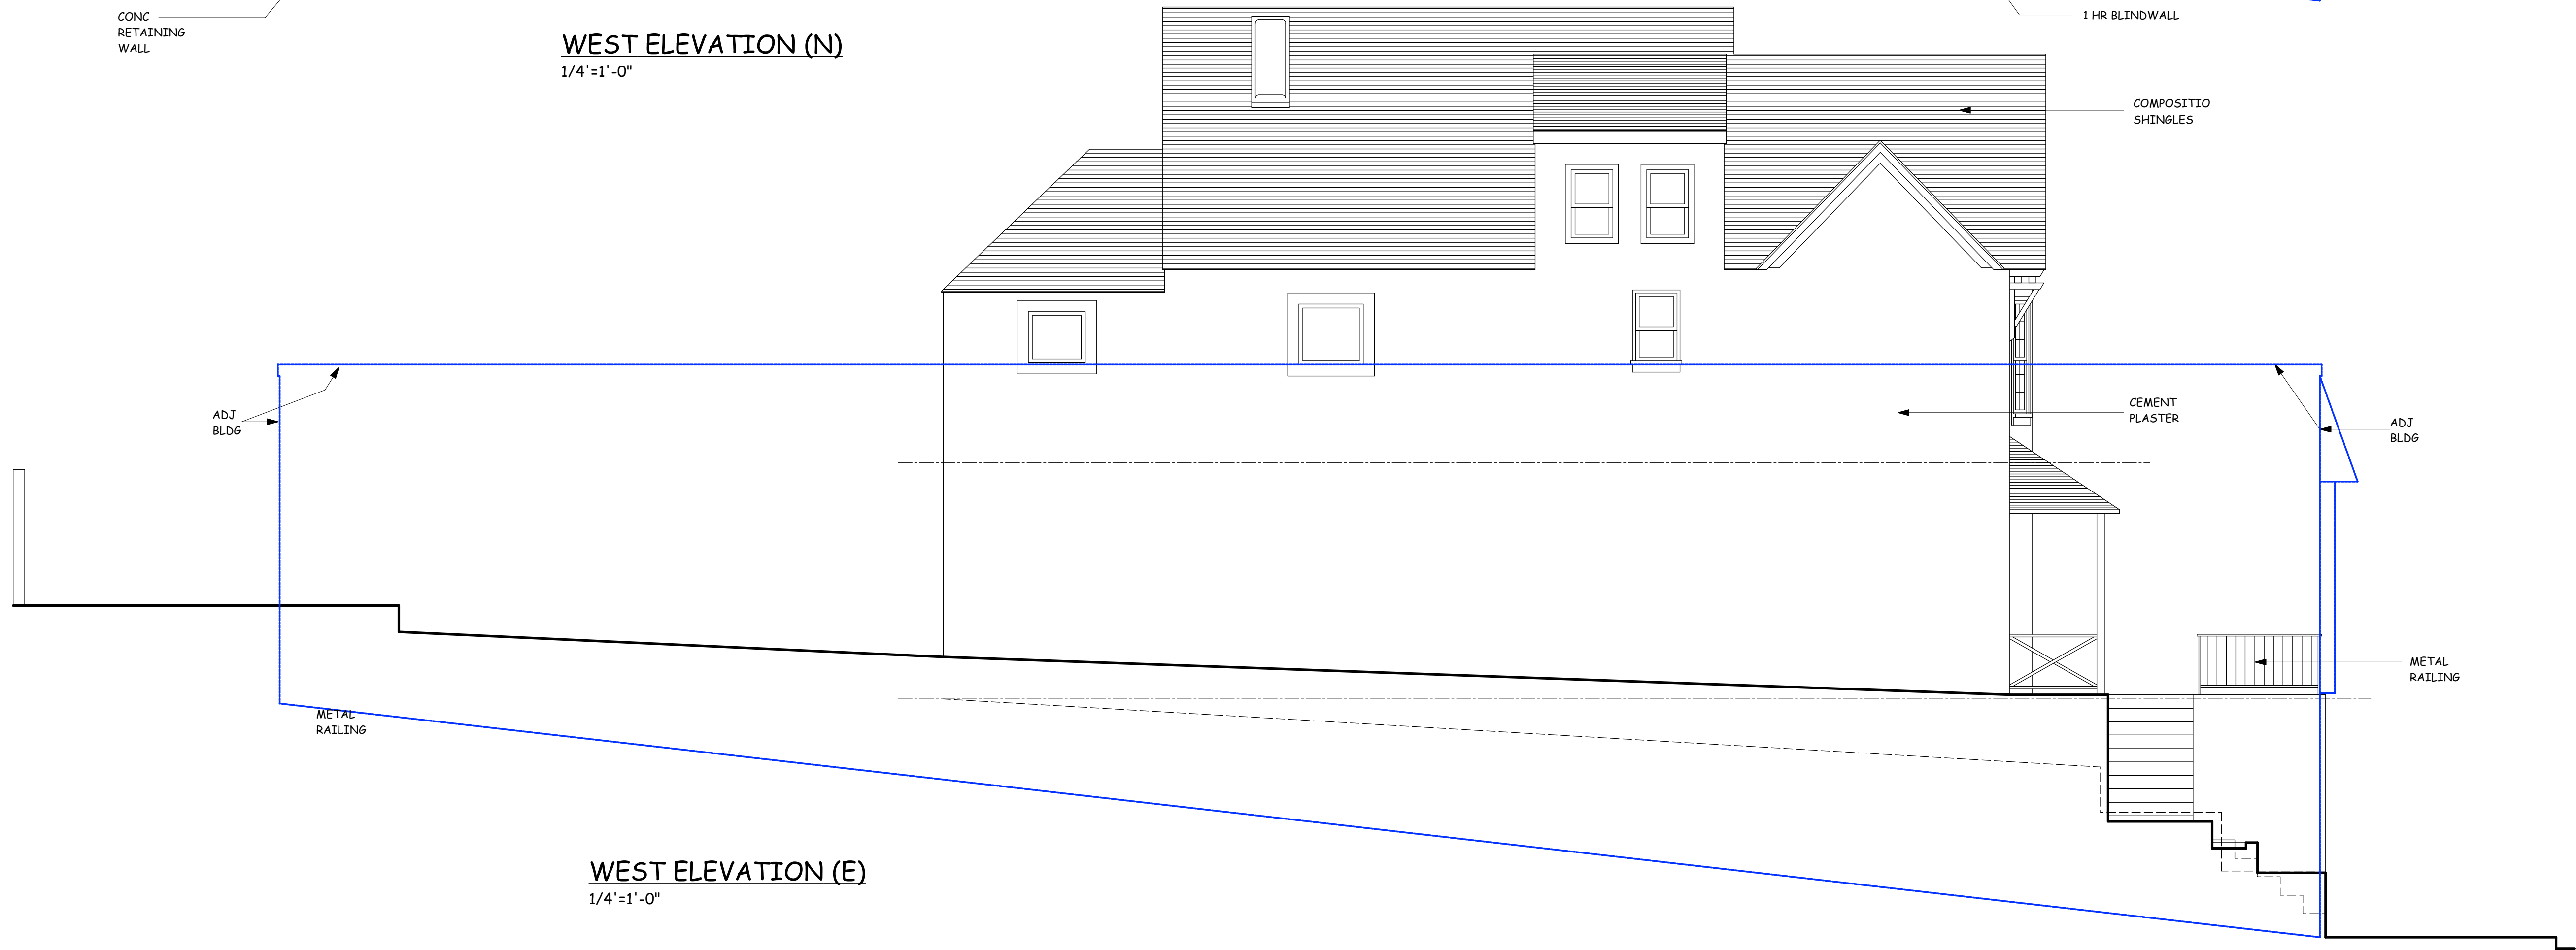 CONC
RETAINING
WALL
WEST ELEVATION (N)
1/4'=1'-0"
1 HR BLINDWALL
COMPOSITIO
SHINGLES
ADJ
BLDG
CEMENT
PLASTER
ADJ
BLDG
METAL
RAILING
METAL
RAILING
WEST ELEVATION (E)
1/4'=1'-0"